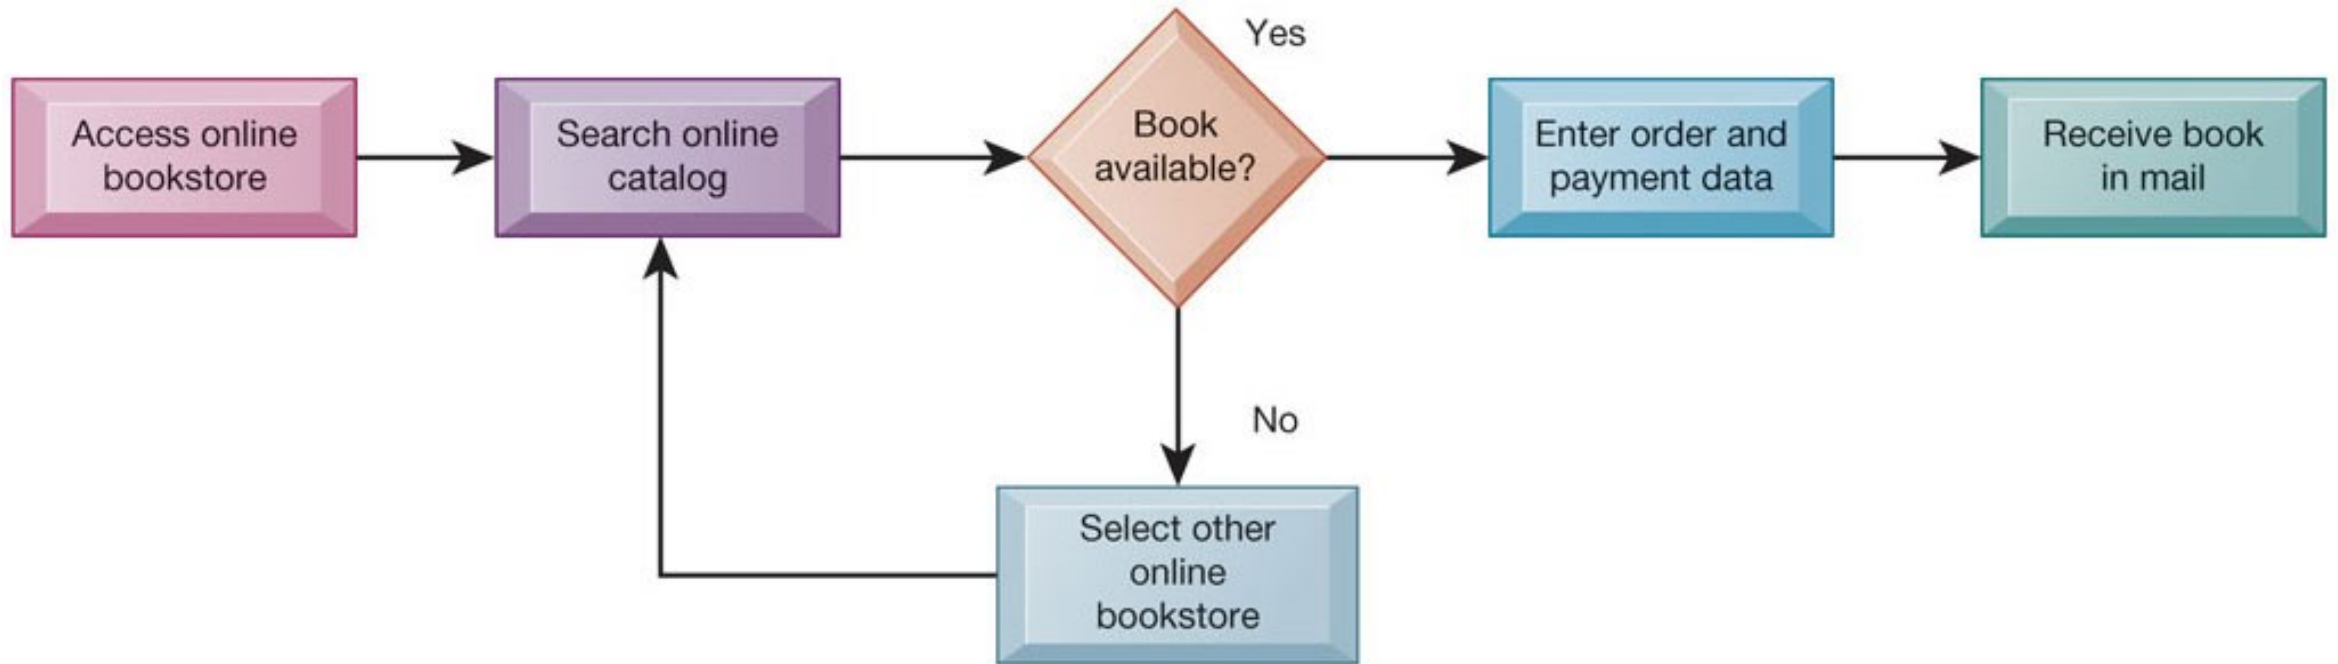 Access online
bookstore
Search online
catalog
Book
available?
Yes
Enter order and
payment data
Receive book
in mail
No
Select other
online
bookstore